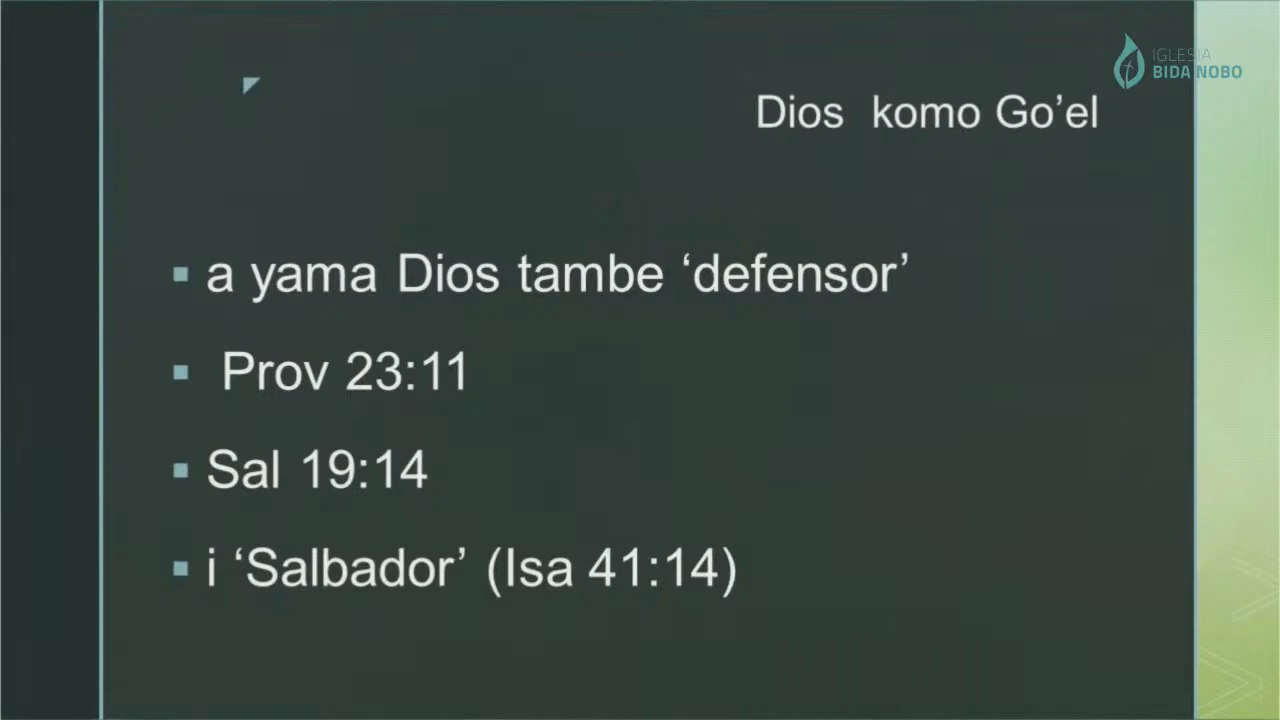 IGLESIA
BIDA NOBO
Dios komo Go’el
a yama Dios tambe ‘defensor’
Prov 23:11
Sal 19:14
i ‘Salbador’ (Isa 41:14)